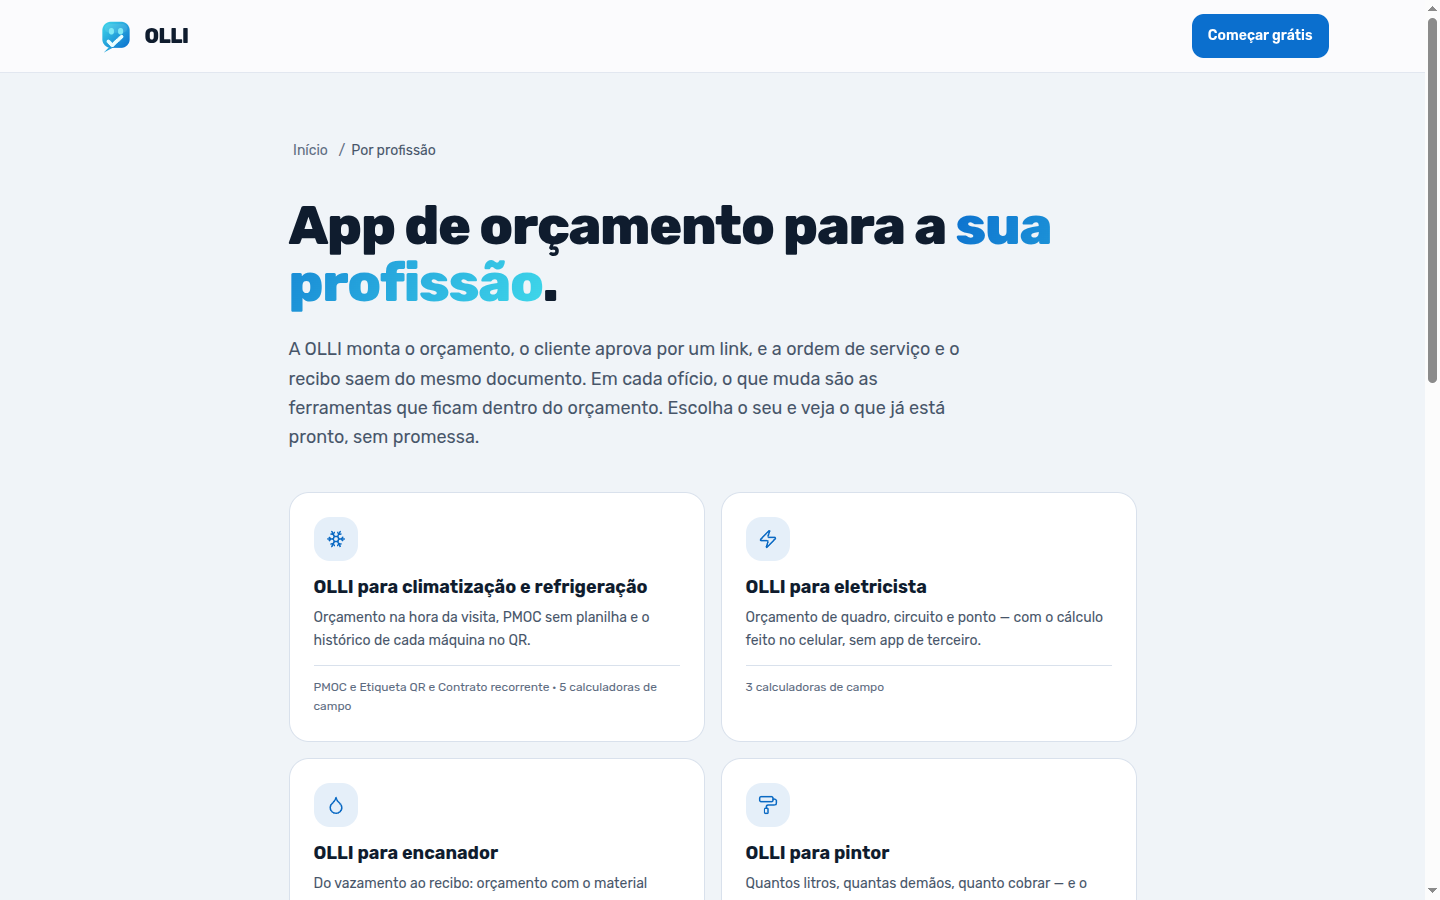 OLLI
Começar grátis
Início / Por profissão
App de orçamento para a sua
profissão.
A OLLI monta o orçamento, o cliente aprova por um link, e a ordem de serviço e o
recibo saem do mesmo documento. Em cada ofício, o que muda são as
ferramentas que ficam dentro do orçamento. Escolha o seu e veja o que já está
pronto, sem promessa.
OLLI para climatização e refrigeração
Orçamento na hora da visita, PMOC sem planilha e o
histórico de cada máquina no QR.
PMOC e Etiqueta QR e Contrato recorrente • 5 calculadoras de
campo
OLLI para eletricista
Orçamento de quadro, circuito e ponto — com o cálculo
feito no celular, sem app de terceiro.
3 calculadoras de campo
OLLI para encanador
Do vazamento ao recibo: orçamento com o material
OLLI para pintor
Quantos litros, quantas demãos, quanto cobrar — e o